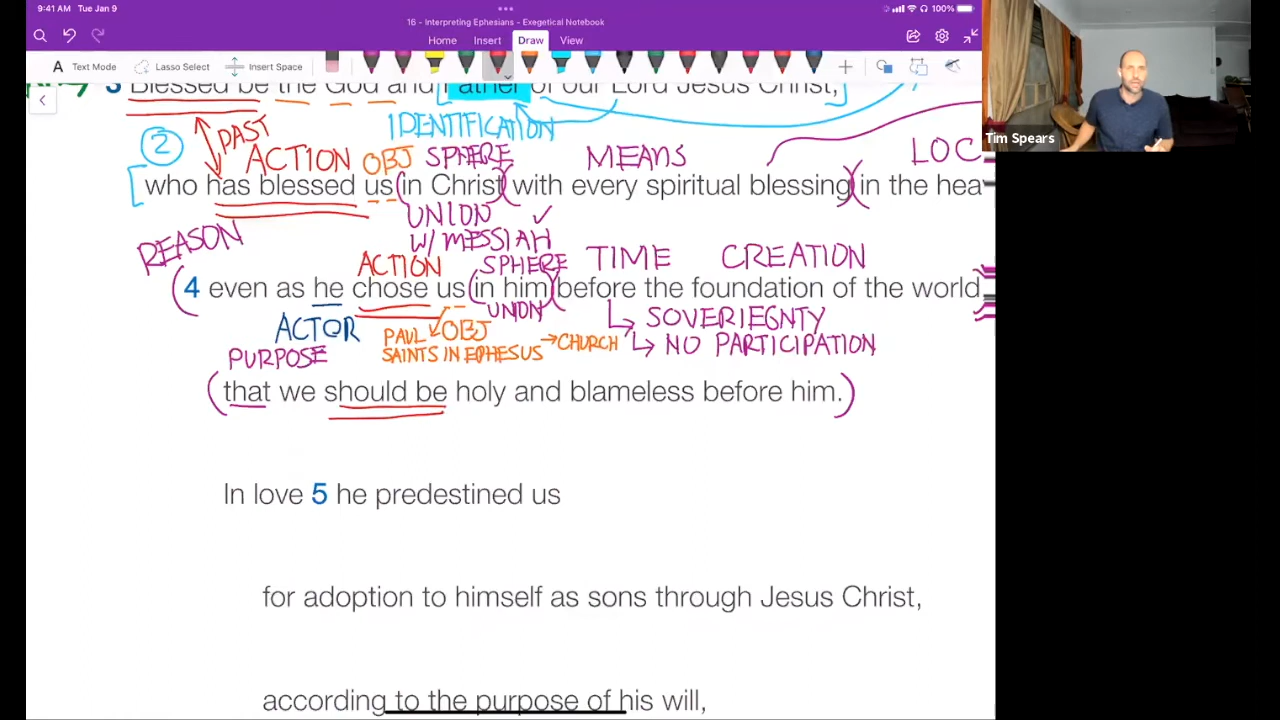 9:41 AM Tue Jan 9
100%
16 - Interpreting Ephesians - Exegetical Notebook
Home Insert Draw View
Text Mode Lasso Select Insert Space
3 Blessed be the God and Father of our Lord Jesus Christ,
Tim Spears
2 PAST IDENTIFICATION
ACTION OBJ SPHERE MEANS LOC
who has blessed us in Christ with every spiritual blessing in the hea
UNION
W/ MESSIAH
REASON ACTION SPHERE TIME CREATION
4 even as he chose us in him before the foundation of the world
UNION
ACTOR OBJ SOVERIEGNTY
PAUL
SAINTS IN EPHESUS → CHURCH NO PARTICIPATION
PURPOSE
that we should be holy and blameless before him.
In love 5 he predestined us
for adoption to himself as sons through Jesus Christ,
according to the purpose of his will,